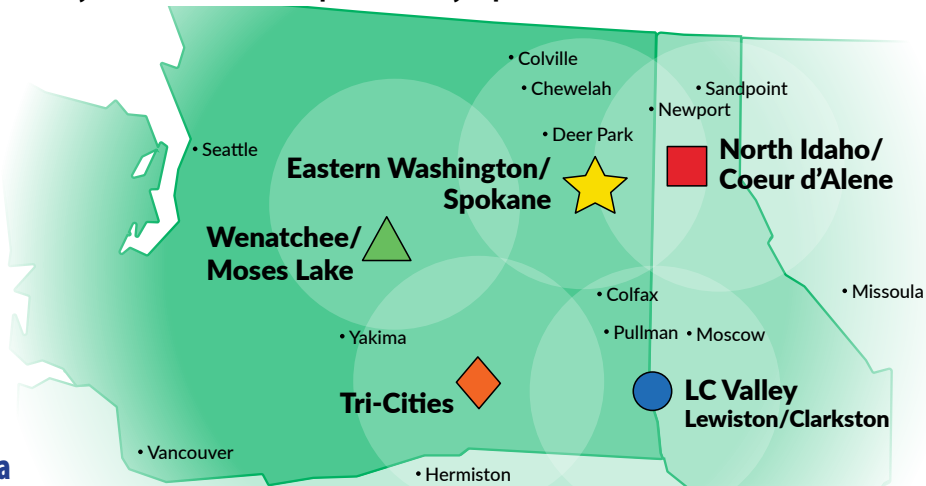 Colville
Chewelah
Sandpoint
Newport
Deer Park
Seattle
North Idaho/
Coeur d’Alene
Eastern Washington/
Spokane
Wenatchee/
Moses Lake
Colfax
Missoula
Pullman
Moscow
Yakima
Tri-Cities
LC Valley
Lewiston/Clarkston
Vancouver
Hermiston
a